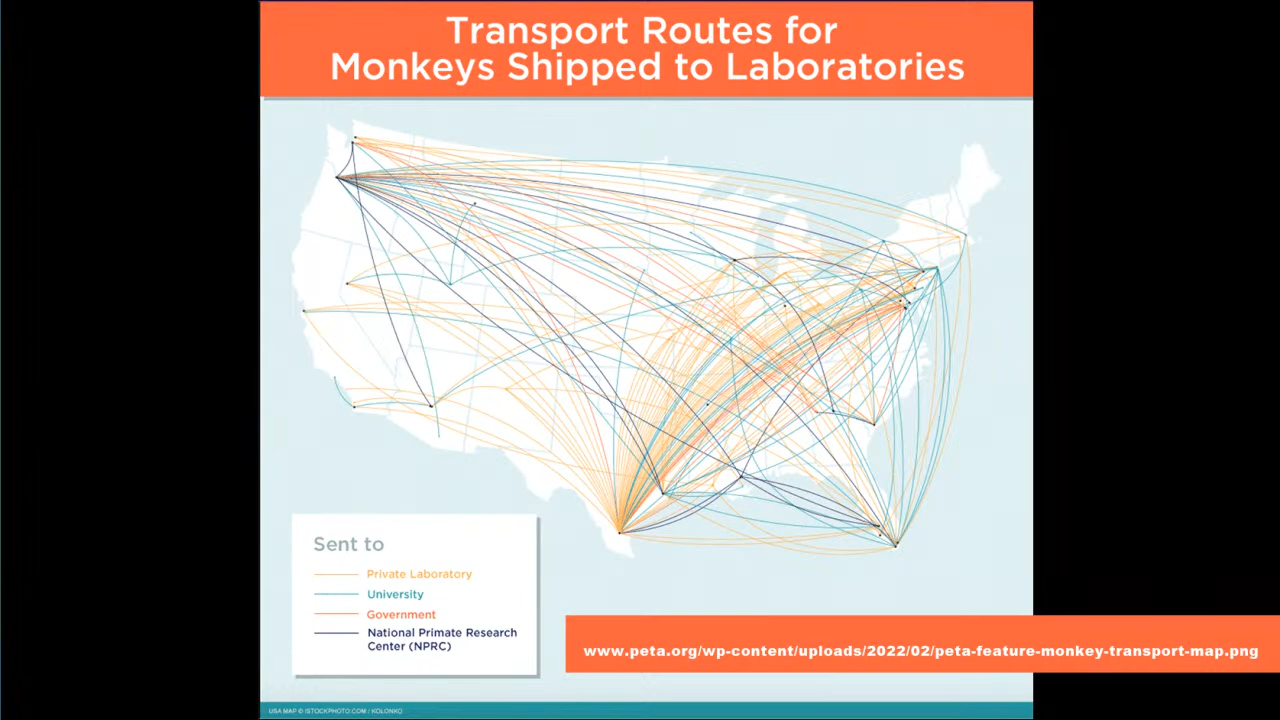 Transport Routes for
Monkeys Shipped to Laboratories
Sent to
Private Laboratory
University
Government
National Primate Research
Center (NPRC)
www.peta.org/wp-content/uploads/2022/02/peta-feature-monkey-transport-map.png
USA MAP © ISTOCKPHOTO.COM / KOLONKO